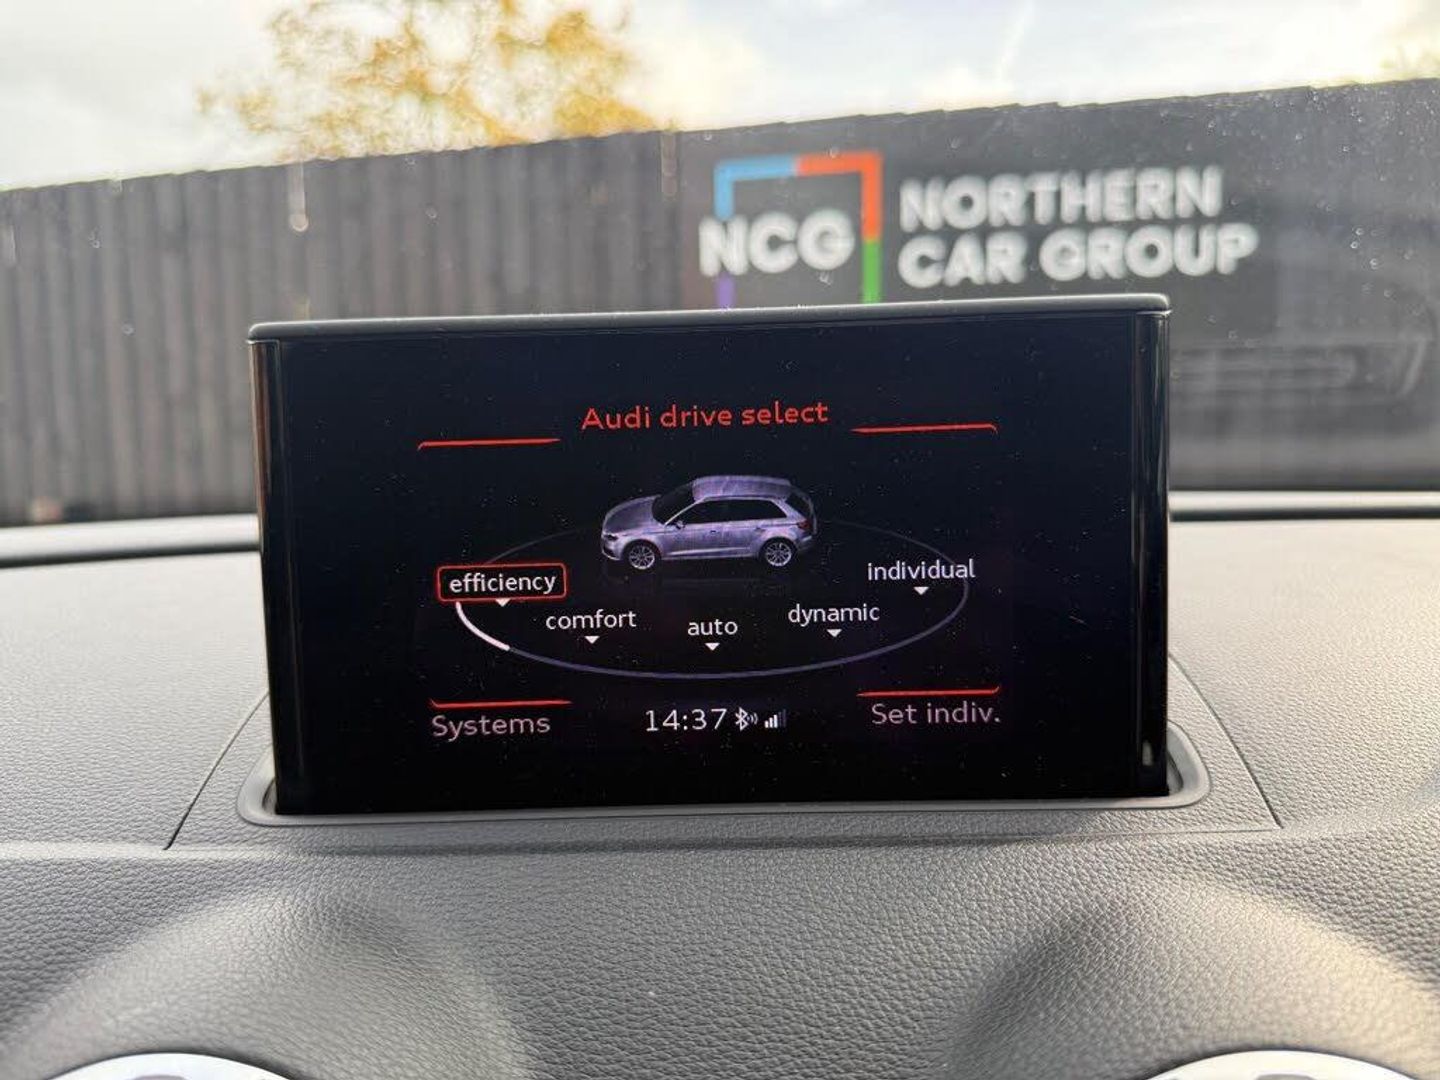 NCG
NORTHERN
CAR GROUP
Audi drive select
efficiency
comfort
auto
dynamic
individual
Systems
14:37
Set indiv.